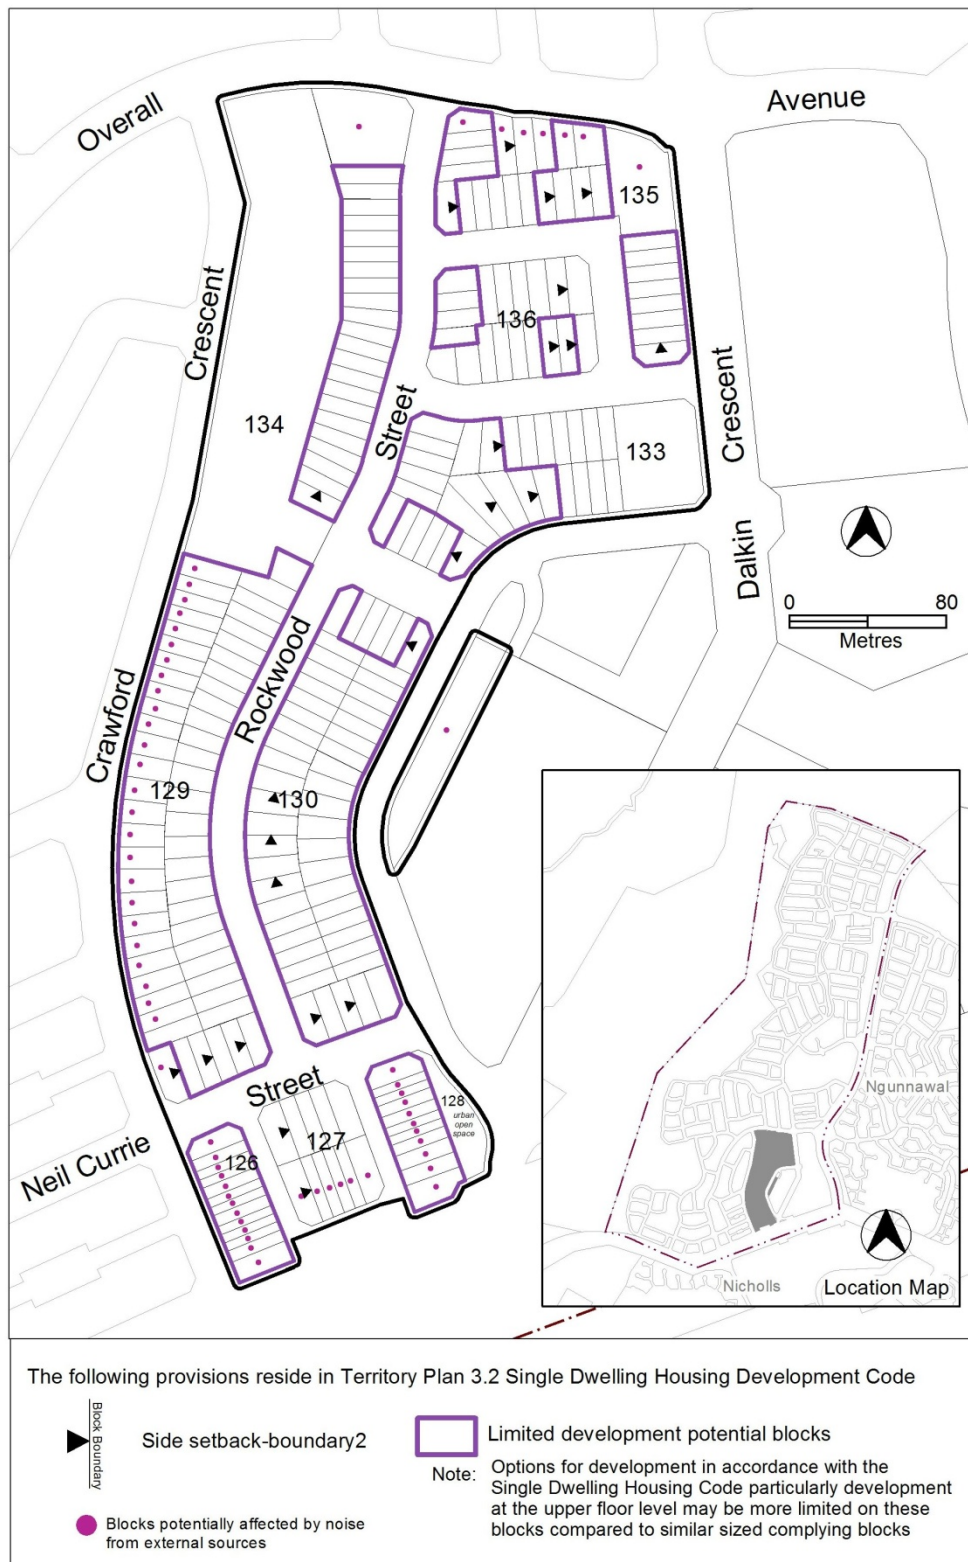 Overall
Avenue
135
Crescent
136
134
Street
133
Crescent
Dalkin
0 80
Metres
Rockwood
Crawford
129
130
Street
128
urban
open
space
127
126
Neil Currie
Ngunnawal
Nicholls
Location Map
The following provisions reside in Territory Plan 3.2 Single Dwelling Housing Development Code
Block Boundary
Side setback-boundary2
Limited development potential blocks
Note: Options for development in accordance with the
Single Dwelling Housing Code particularly development
at the upper floor level may be more limited on these
blocks compared to similar sized complying blocks
Blocks potentially affected by noise
from external sources